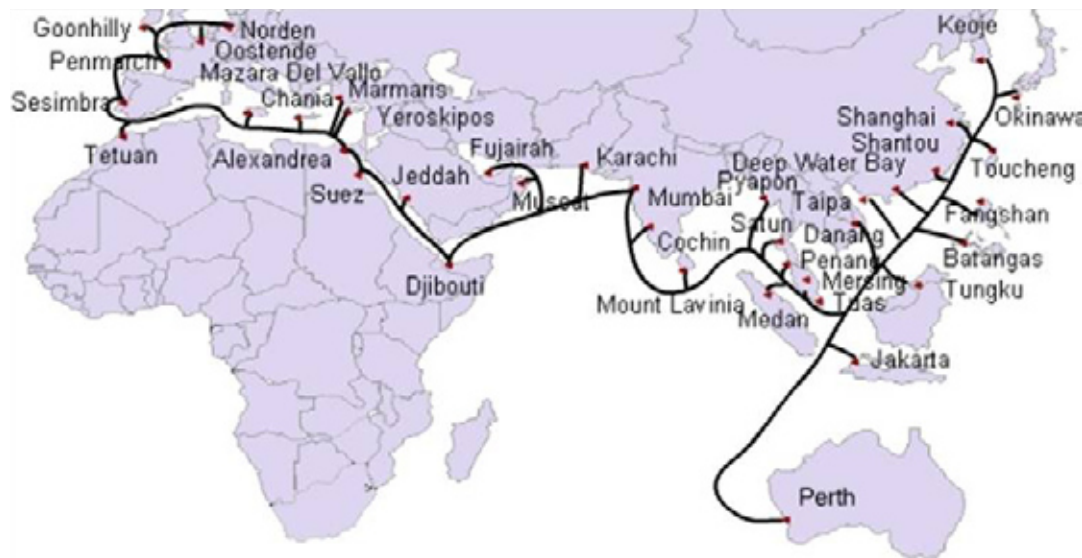 Goonhilly
Norden
Oostende
Penmarch
Mazara Del Vallo
Sesimbra
Chania
Marmaris
Yeroskipos
Tetuan
Alexandrea
Suez
Jeddah
Fujairah
Muscat
Karachi
Mumbai
Djibouti
Cochin
Mount Lavinia
Pyapon
Satun
Penang
Medan
Mersing
Tuas
Danang
Taipa
Deep Water Bay
Shantou
Shanghai
Keoje
Okinawa
Toucheng
Fangshan
Batangas
Tungku
Jakarta
Perth